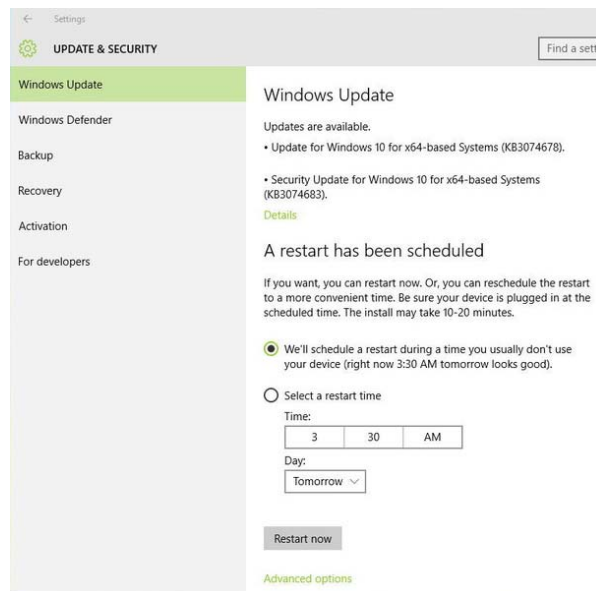 Settings
UPDATE & SECURITY
Find a sett
Windows Update
Windows Defender
Backup
Recovery
Activation
For developers
Windows Update
Updates are available.
• Update for Windows 10 for x64-based Systems (KB3074678).
• Security Update for Windows 10 for x64-based Systems
(KB3074683).
Details
A restart has been scheduled
If you want, you can restart now. Or, you can reschedule the restart
to a more convenient time. Be sure your device is plugged in at the
scheduled time. The install may take 10-20 minutes.
We'll schedule a restart during a time you usually don't use
your device (right now 3:30 AM tomorrow looks good).
Select a restart time
Time:
3 30 AM
Day:
Tomorrow
Restart now
Advanced options